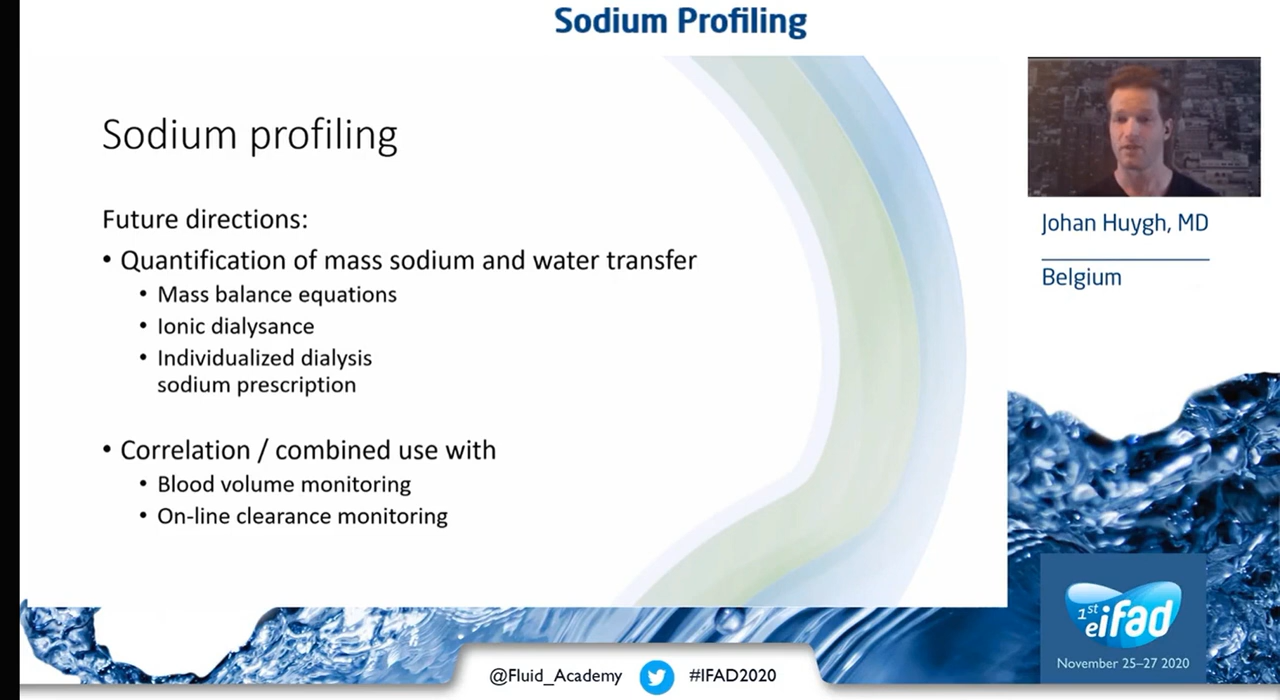 Sodium Profiling
Sodium profiling
Future directions:
• Quantification of mass sodium and water transfer
• Mass balance equations
• Ionic dialysance
• Individualized dialysis
sodium prescription
• Correlation / combined use with
• Blood volume monitoring
• On-line clearance monitoring
Johan Huygh, MD
Belgium
1st
eifad
November 25–27 2020
@Fluid_Academy
#IFAD2020